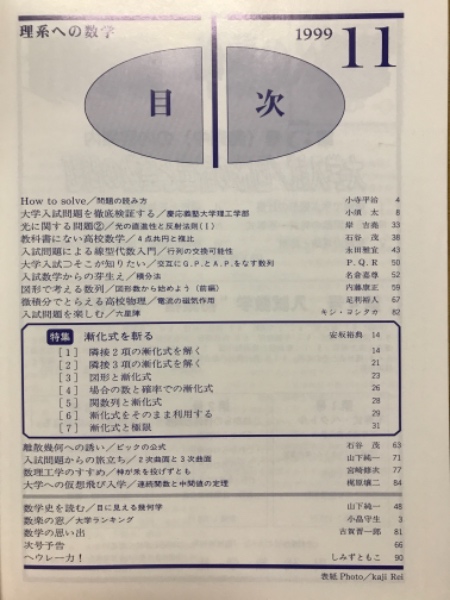 理系への数学
1999 11
目 次
How to solve／問題の読み方 小寺平治 4
大学入試問題を徹底検証する／慶応義塾大学理工学部 小須 太 8
光に関する問題②／光の直進性と反射法則(Ⅰ) 岸 吉堯 33
教科書にない高校数学／4点共円と複比 石谷 茂 38
入試問題による線型代数入門／行列の交換可能性 永田雅宜 43
大学入試⊃そこが知りたい／交互にG.P.とA.P.をなす数列 P.Q.R 50
入試数学からの芽生え／積分法 名倉嘉尊 52
図形で考える数列／図形数から始めよう（前編） 内藤康正 59
微積分でとらえる高校物理／電流の磁気作用 足利裕人 67
入試問題を楽しむ／六星陣 キン・ヨシタカ 82
特集 漸化式を斬る 安坂裕典 14
［1］ 隣接2項の漸化式を解く 14
［2］ 隣接3項の漸化式を解く 21
［3］ 図形と漸化式 23
［4］ 場合の数と確率での漸化式 26
［5］ 関数列と漸化式 28
［6］ 漸化式をそのまま利用する 29
［7］ 漸化式と極限 31
離散幾何への誘い／ピックの公式 石谷 茂 63
入試問題からの旅立ち／2次曲面と3次曲面 山下純一 71
数理工学のすすめ／棒が釆を投げずとも 宮崎修次 77
大学への仮想飛び入学／連続関数と中間値の定理 梶原壤二 84
数学史を読む／目に見える幾何学 山下純一 48
数楽の窓／大学ランキング 小畠守生 3
数学の思い出 古賀晋一郎 81
次号予告 66
ヘウレーカ！ しみずともこ 90
表紙 Photo／kaji Rei